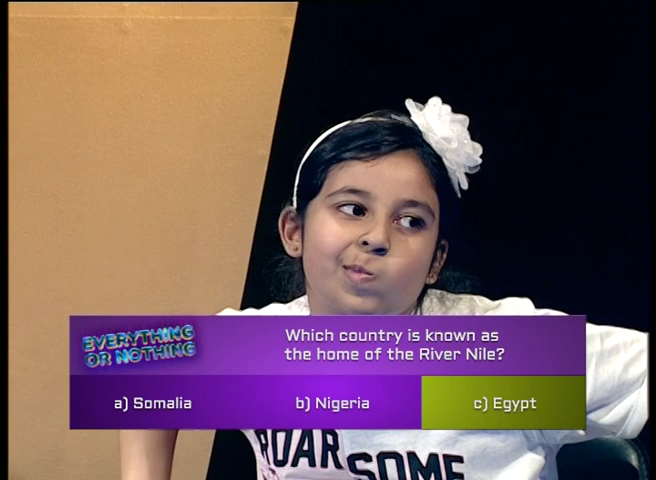 EVERYTHING
OR NOTHING
Which country is known as
the home of the River Nile?
a) Somalia
b) Nigeria
c) Egypt
ROAR
SOME